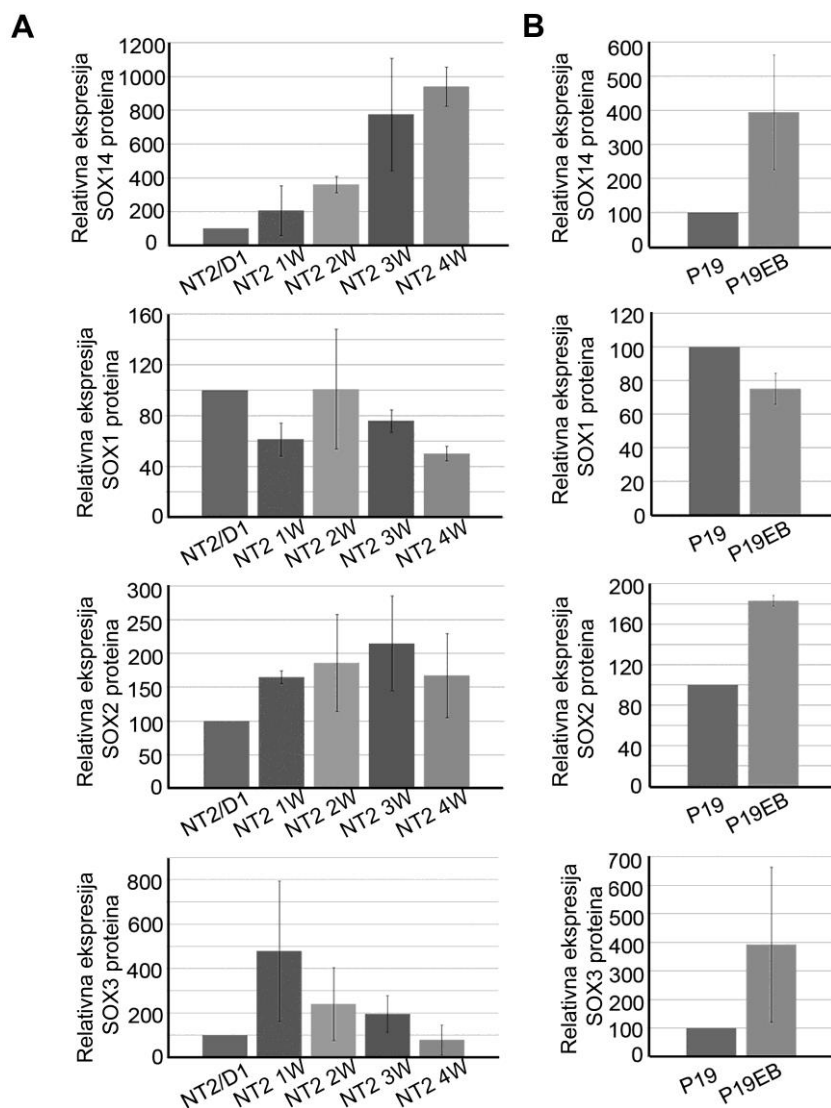 A
Relativna ekspresija
SOX14 proteina
1200
1000
800
600
400
200
0
NT2/D1
NT2 1W
NT2 2W
NT2 3W
NT2 4W
B
Relativna ekspresija
SOX14 proteina
600
500
400
300
200
100
0
P19
P19EB
Relativna ekspresija
SOX1 proteina
160
120
80
40
0
NT2/D1
NT2 1W
NT2 2W
NT2 3W
NT2 4W
Relativna ekspresija
SOX1 proteina
120
100
80
60
40
20
0
P19
P19EB
Relativna ekspresija
SOX2 proteina
300
250
200
150
100
50
0
NT2/D1
NT2 1W
NT2 2W
NT2 3W
NT2 4W
Relativna ekspresija
SOX2 proteina
200
160
120
80
40
0
P19
P19EB
Relativna ekspresija
SOX3 proteina
800
600
400
200
0
NT2/D1
NT2 1W
NT2 2W
NT2 3W
NT2 4W
Relativna ekspresija
SOX3 proteina
700
600
500
400
300
200
100
0
P19
P19EB